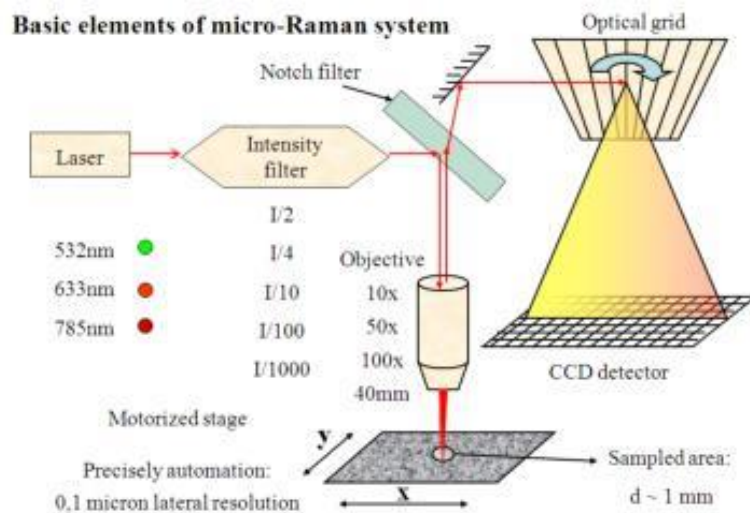 Basic elements of micro-Raman system
Optical grid
Notch filter
Laser
Intensity
filter
I/2
I/4
I/10
I/100
I/1000
532nm
633nm
785nm
Objective
10x
50x
100x
40mm
CCD detector
Motorized stage
Precisely automation:
0,1 micron lateral resolution
y
x
Sampled area:
d ~ 1 mm